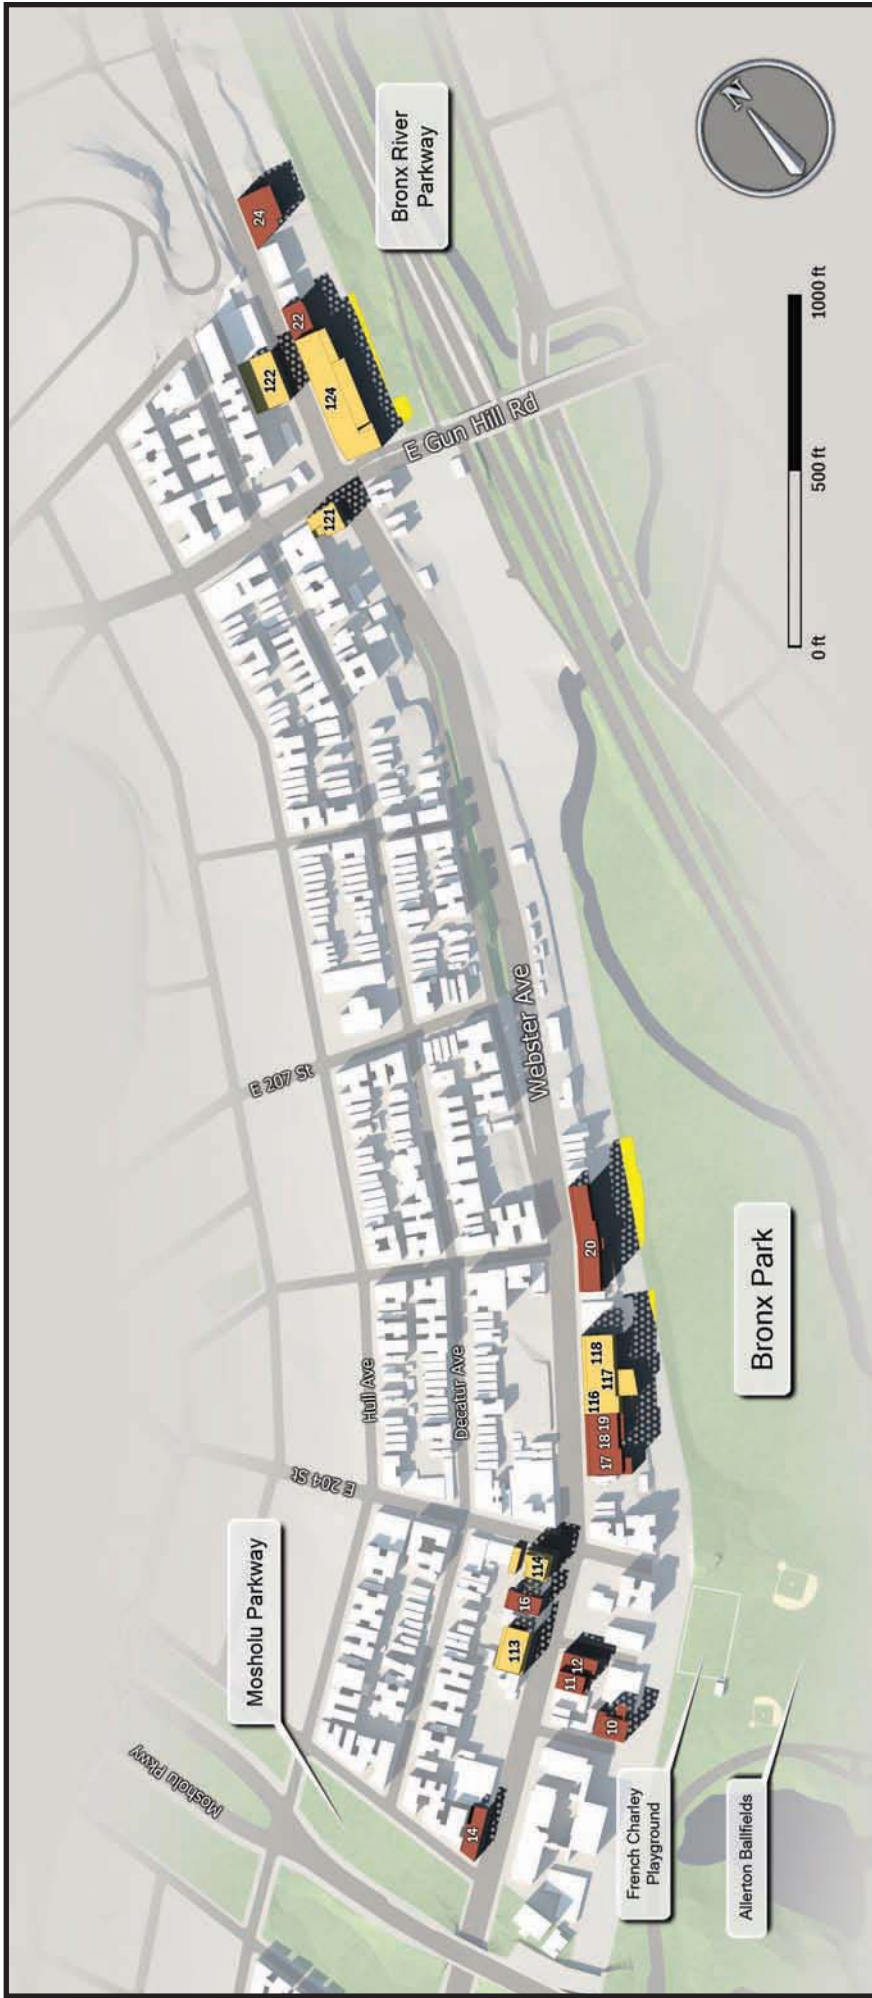 24
Bronx River
Parkway
N
22
122
124
E Gun Hill Rd
121
0 ft
500 ft
1000 ft
E 207 St
Webster Ave
20
Bronx Park
118
117
116
19
18
17
Hull Ave
Decatur Ave
E 204 St
Mosholu Parkway
114
16
113
12
11
10
14
Mosholu Pkwy
French Charley
Playground
Allerton Ballfields